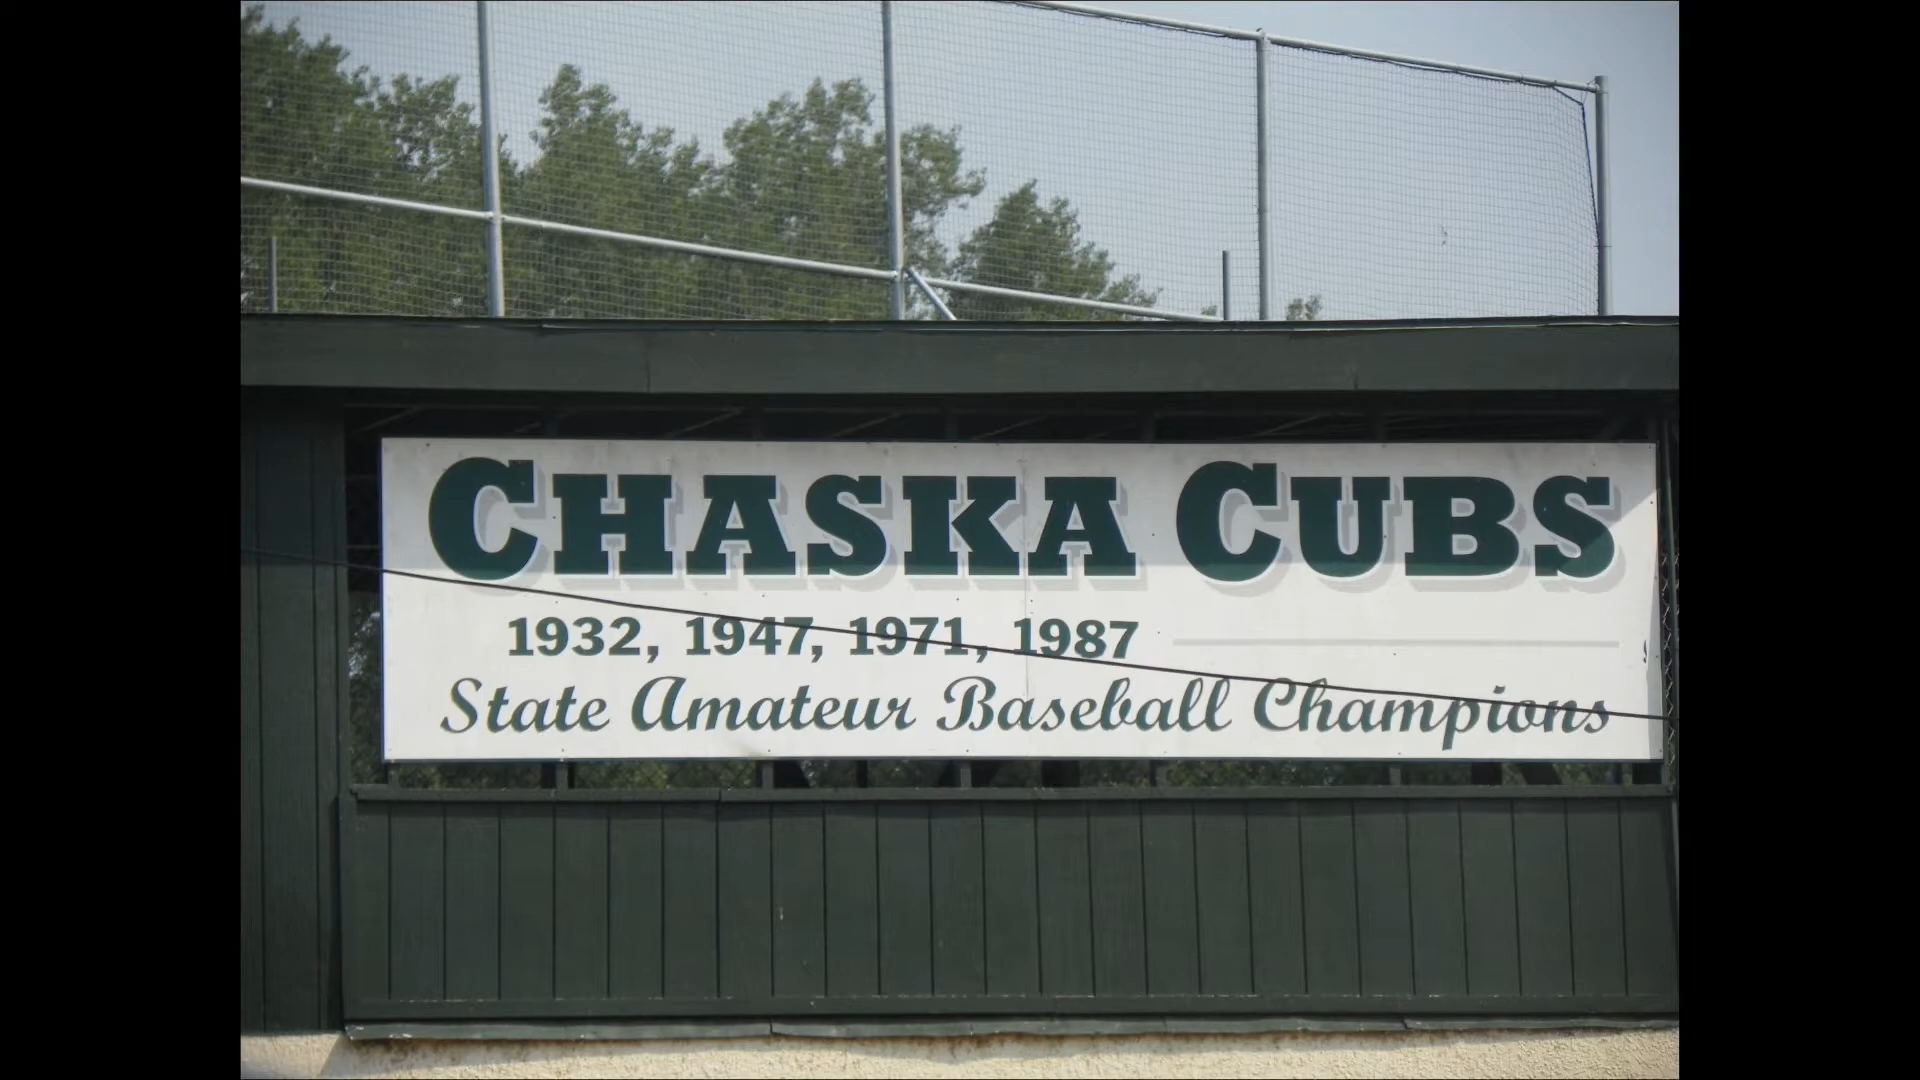 CHASKA CUBS
1932, 1947, 1971, 1987
State Amateur Baseball Champions